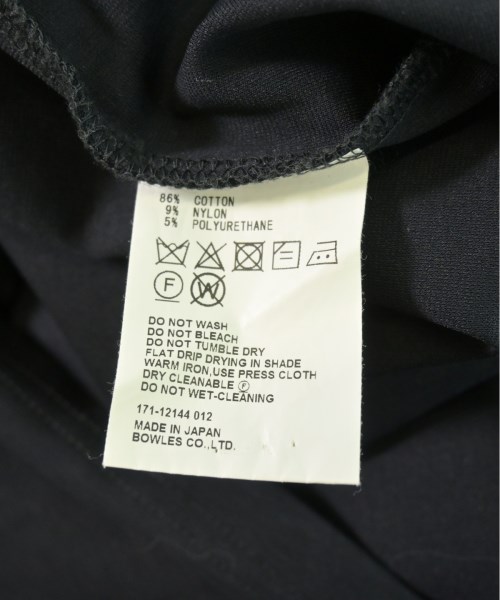 86% COTTON
9% NYLON
5% POLYURETHANE
F W
DO NOT WASH
DO NOT BLEACH
DO NOT TUMBLE DRY
FLAT DRIP DRYING IN SHADE
WARM IRON,USE PRESS CLOTH
DRY CLEANABLE Ⓕ
DO NOT WET-CLEANING
171-12144 012
MADE IN JAPAN
BOWLES CO.,LTD.